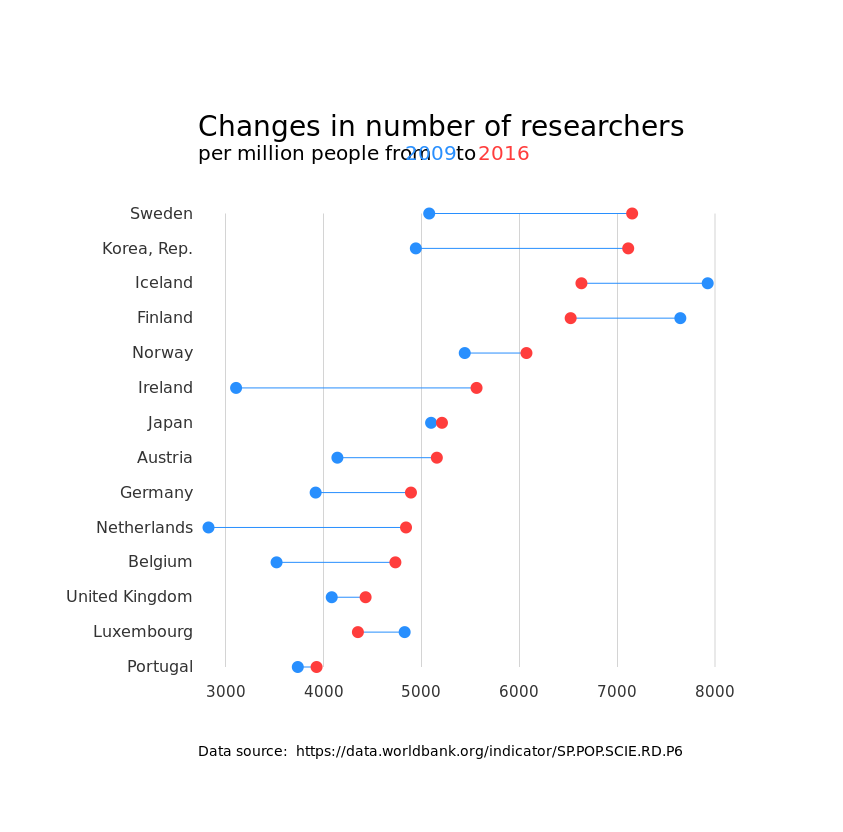 Changes in number of researchers
per million people from 2009 to 2016
Sweden
Korea, Rep.
Iceland
Finland
Norway
Ireland
Japan
Austria
Germany
Netherlands
Belgium
United Kingdom
Luxembourg
Portugal
3000 4000 5000 6000 7000 8000
Data source: https://data.worldbank.org/indicator/SP.POP.SCIE.RD.P6